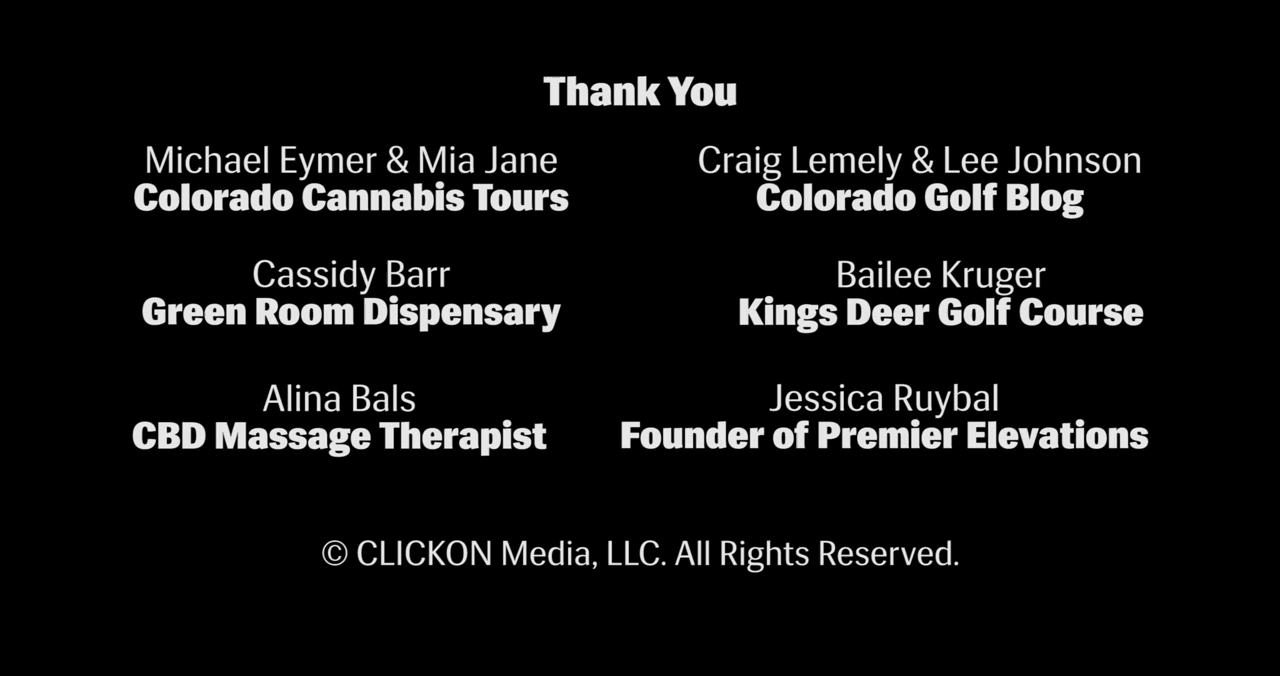 Thank You
Michael Eymer & Mia Jane
Colorado Cannabis Tours
Craig Lemely & Lee Johnson
Colorado Golf Blog
Cassidy Barr
Green Room Dispensary
Bailee Kruger
Kings Deer Golf Course
Alina Bals
CBD Massage Therapist
Jessica Ruybal
Founder of Premier Elevations
© CLICKON Media, LLC. All Rights Reserved.